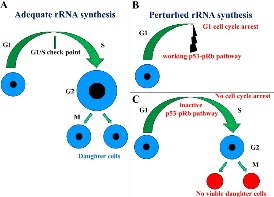 A
Adequate rRNA synthesis
G1
G1/S check point
S
G2
M
Daughter cells
B
Perturbed rRNA synthesis
G1 cell cycle arrest
G1
working p53-pRb pathway
C
No cell cycle arrest
G1
inactive
p53-pRb pathway
S
G2
M
No viable daughter cells